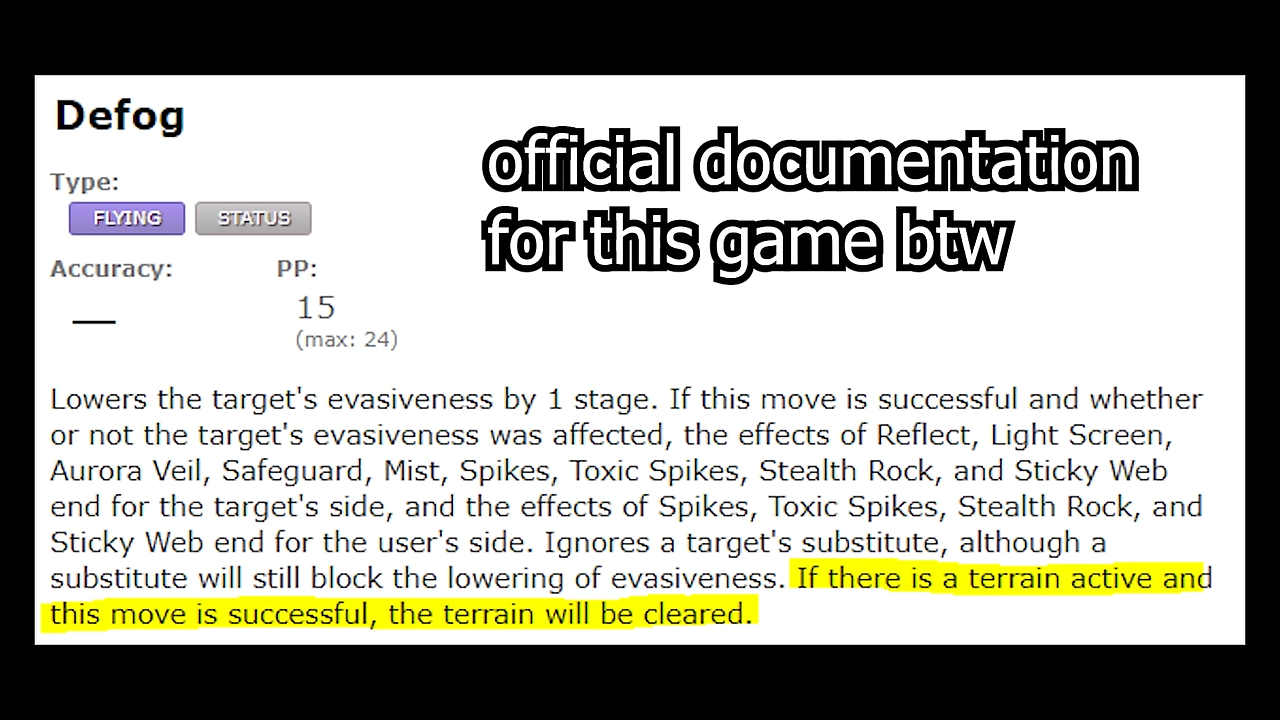 Defog
official documentation
for this game btw
Type:
FLYING STATUS
Accuracy: PP:
— 15
(max: 24)
Lowers the target's evasiveness by 1 stage. If this move is successful and whether
or not the target's evasiveness was affected, the effects of Reflect, Light Screen,
Aurora Veil, Safeguard, Mist, Spikes, Toxic Spikes, Stealth Rock, and Sticky Web
end for the target's side, and the effects of Spikes, Toxic Spikes, Stealth Rock, and
Sticky Web end for the user's side. Ignores a target's substitute, although a
substitute will still block the lowering of evasiveness. If there is a terrain active and
this move is successful, the terrain will be cleared.